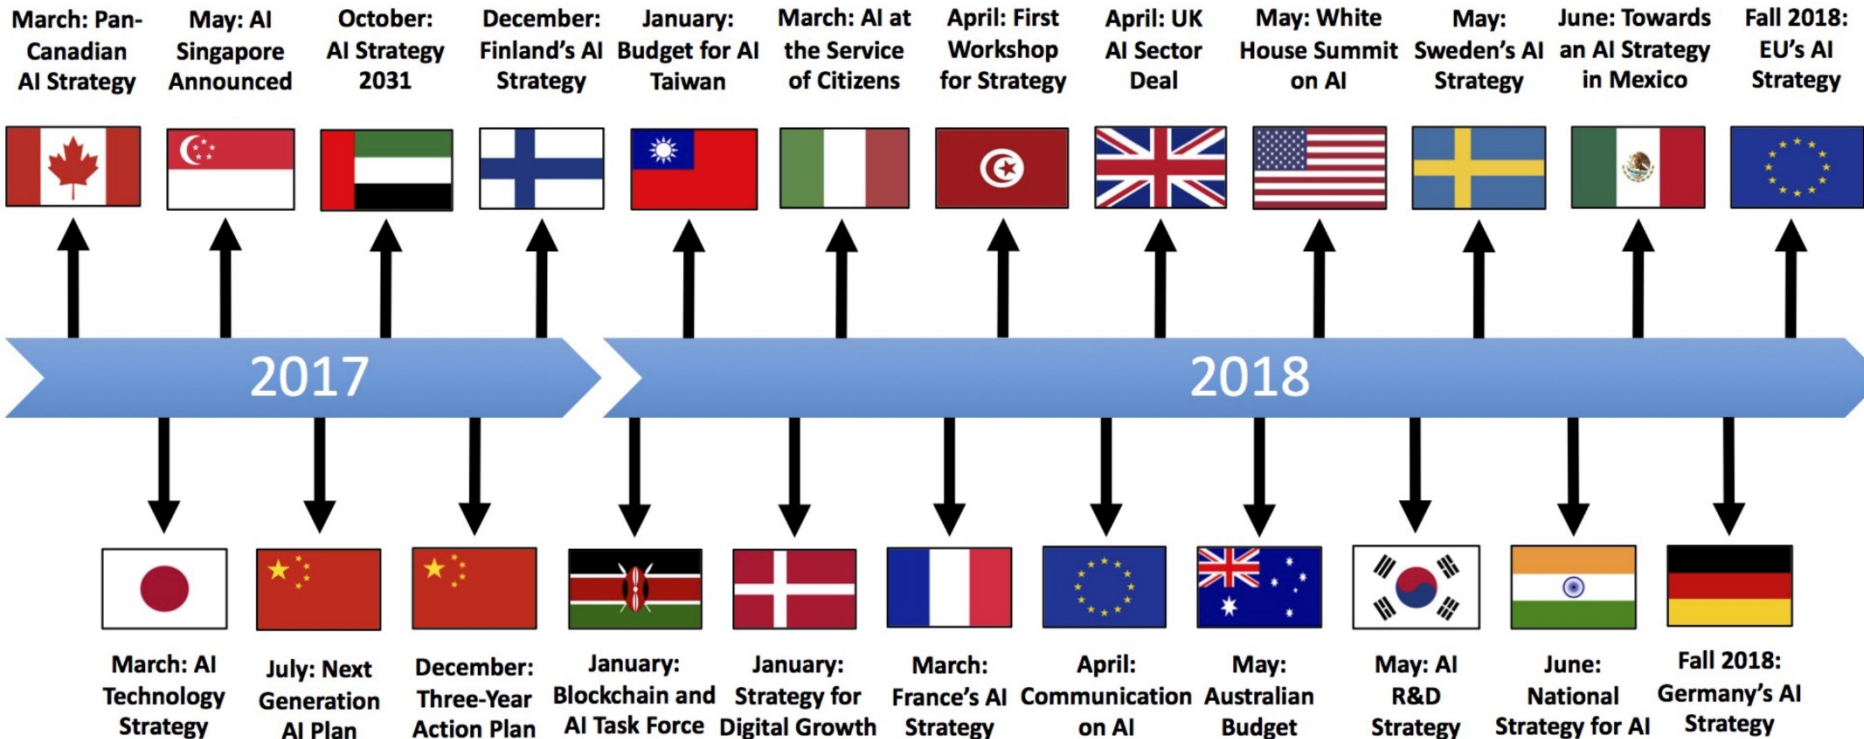 March: Pan-
Canadian
AI Strategy
May: AI
Singapore
Announced
October:
AI Strategy
2031
December:
Finland’s AI
Strategy
January:
Budget for AI
Taiwan
March: AI at
the Service
of Citizens
April: First
Workshop
for Strategy
April: UK
AI Sector
Deal
May: White
House Summit
on AI
May:
Sweden’s AI
Strategy
June: Towards
an AI Strategy
in Mexico
Fall 2018:
EU’s AI
Strategy
2017
2018
March: AI
Technology
Strategy
July: Next
Generation
AI Plan
December:
Three-Year
Action Plan
January:
Blockchain and
AI Task Force
January:
Strategy for
Digital Growth
March:
France’s AI
Strategy
April:
Communication
on AI
May:
Australian
Budget
May: AI
R&D
Strategy
June:
National
Strategy for AI
Fall 2018:
Germany’s AI
Strategy